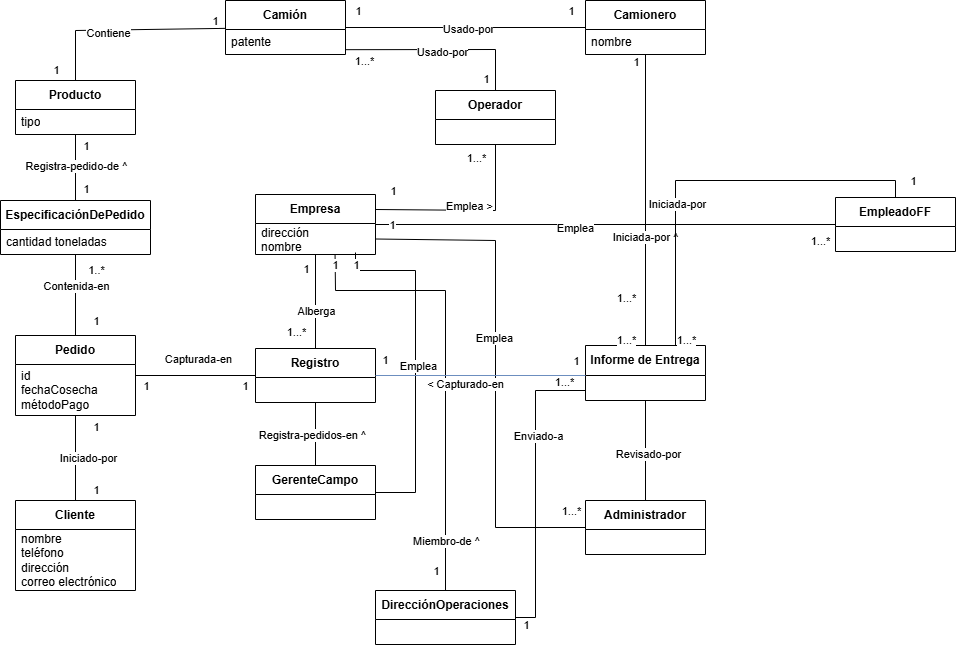 1
Camión
1
1
Camionero
Contiene
patente
Usado-por
nombre
Usado-por
1...*
1
1
1
Producto
Operador
tipo
1
1...*
Registra-pedido-de ^
1
1
1
EspecificaciónDePedido
cantidad toneladas
Empresa
dirección
nombre
Emplea >
1
Emplea
Iniciada-por
EmpleadoFF
Iniciada-por ^
1...*
1..*
Contenida-en
1
1
1
1
1...*
Alberga
1...*
Emplea
1...*
1...*
Pedido
id
fechaCosecha
métodoPago
Capturada-en
1
1
Registro
1
Emplea
< Capturado-en
1
1...*
Informe de Entrega
1
Iniciado-por
1
Registra-pedidos-en ^
Enviado-a
Revisado-por
GerenteCampo
Cliente
nombre
teléfono
dirección
correo electrónico
1...*
Administrador
Miembro-de ^
1
DirecciónOperaciones
1